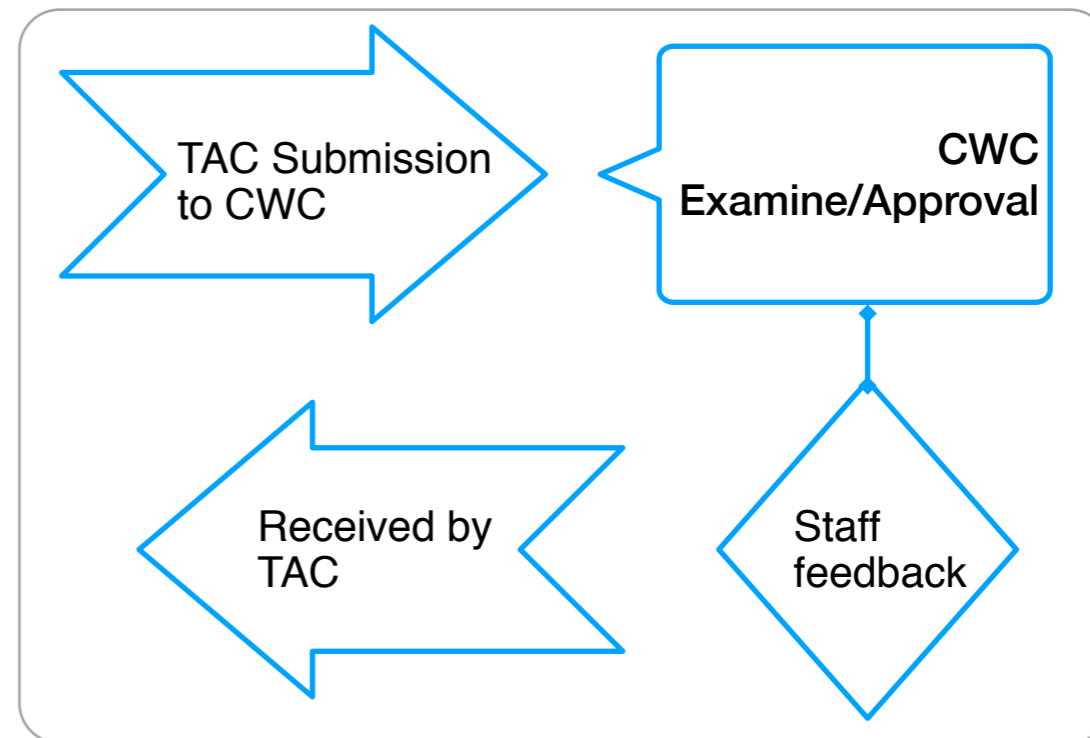 TAC Submission
to CWC
CWC
Examine/Approval
Staff
feedback
Received by
TAC